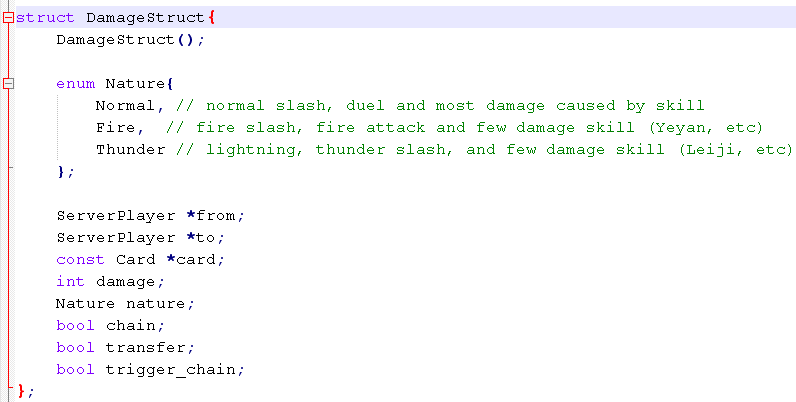 struct DamageStruct{
    DamageStruct();

    enum Nature{
        Normal, // normal slash, duel and most damage caused by skill
        Fire,  // fire slash, fire attack and few damage skill (Yeyan, etc)
        Thunder // lightning, thunder slash, and few damage skill (Leiji, etc)
    };

    ServerPlayer *from;
    ServerPlayer *to;
    const Card *card;
    int damage;
    Nature nature;
    bool chain;
    bool transfer;
    bool trigger_chain;
};